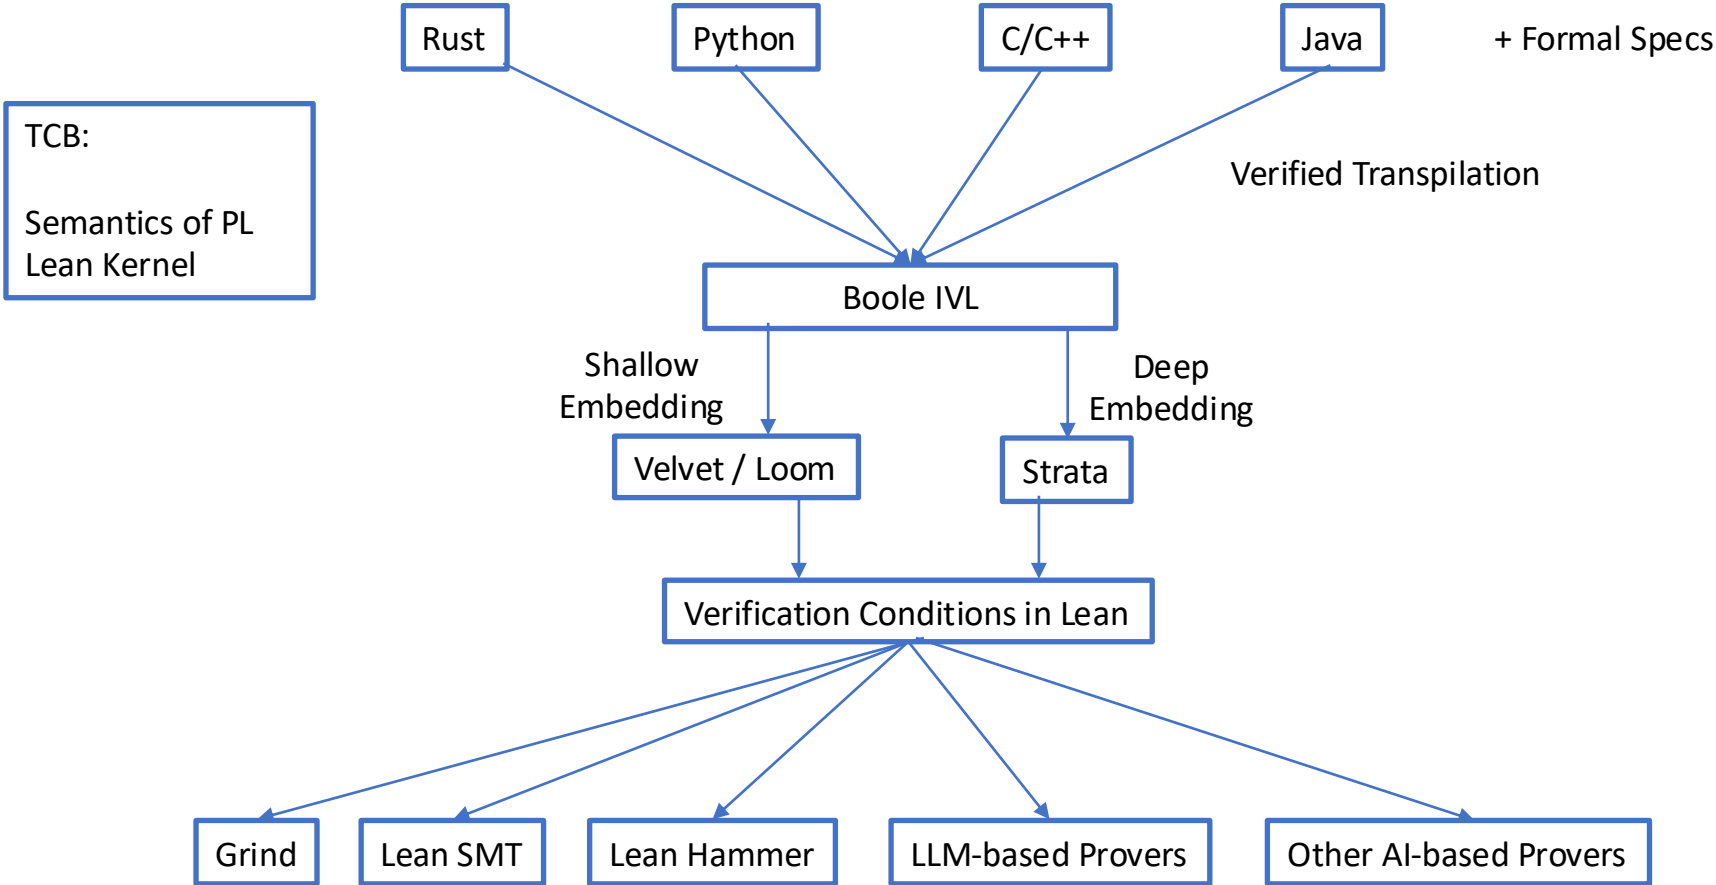 Rust
Python
C/C++
Java
+ Formal Specs
TCB:
Semantics of PL
Lean Kernel
Verified Transpilation
Boole IVL
Shallow
Embedding
Deep
Embedding
Velvet / Loom
Strata
Verification Conditions in Lean
Grind
Lean SMT
Lean Hammer
LLM-based Provers
Other AI-based Provers